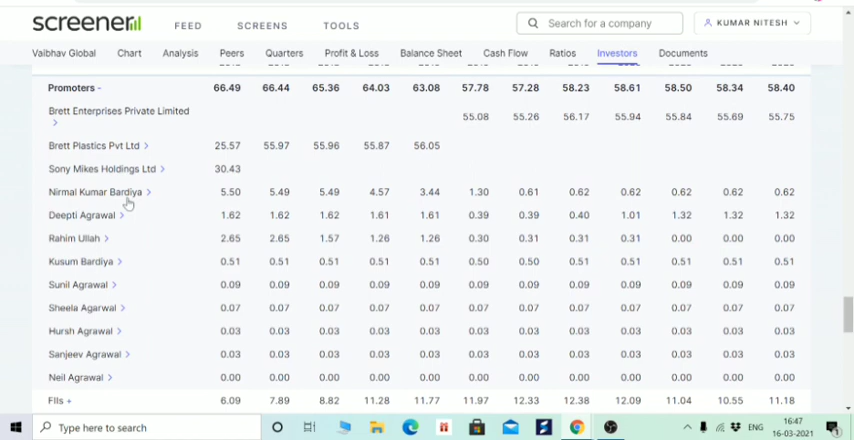 screener
FEED
SCREENS
TOOLS
Search for a company
KUMAR NITESH
Vaibhav Global
Chart
Analysis
Peers
Quarters
Profit & Loss
Balance Sheet
Cash Flow
Ratios
Investors
Documents
Promoters - 66.49 66.44 65.36 64.03 63.08 57.78 57.28 58.23 58.61 58.50 58.34 58.40
Brett Enterprises Private Limited > 55.08 55.26 56.17 55.94 55.84 55.69 55.75
Brett Plastics Pvt Ltd > 25.57 55.97 55.96 55.87 56.05
Sony Mikes Holdings Ltd > 30.43
Nirmal Kumar Bardiya > 5.50 5.49 5.49 4.57 3.44 1.30 0.61 0.62 0.62 0.62 0.62 0.62
Deepti Agrawal > 1.62 1.62 1.62 1.61 1.61 0.39 0.39 0.40 1.01 1.32 1.32 1.32
Rahim Ullah > 2.65 2.65 1.57 1.26 1.26 0.30 0.31 0.31 0.31 0.00 0.00 0.00
Kusum Bardiya > 0.51 0.51 0.51 0.51 0.51 0.50 0.50 0.51 0.51 0.51 0.51 0.51
Sunil Agrawal > 0.09 0.09 0.09 0.09 0.09 0.09 0.09 0.09 0.09 0.09 0.09 0.09
Sheela Agarwal > 0.07 0.07 0.07 0.07 0.07 0.07 0.07 0.07 0.07 0.07 0.07 0.07
Hursh Agrawal > 0.03 0.03 0.03 0.03 0.03 0.03 0.03 0.03 0.03 0.03 0.03 0.03
Sanjeev Agrawal > 0.03 0.03 0.03 0.03 0.03 0.03 0.03 0.03 0.03 0.03 0.03 0.03
Neil Agrawal > 0.00 0.00 0.00 0.00 0.00 0.00 0.00 0.00 0.00 0.00 0.00 0.00
FIIs + 6.09 7.89 8.82 11.28 11.77 11.97 12.33 12.38 12.09 11.04 10.55 11.18
Type here to search
ENG
16:47
16-03-2021